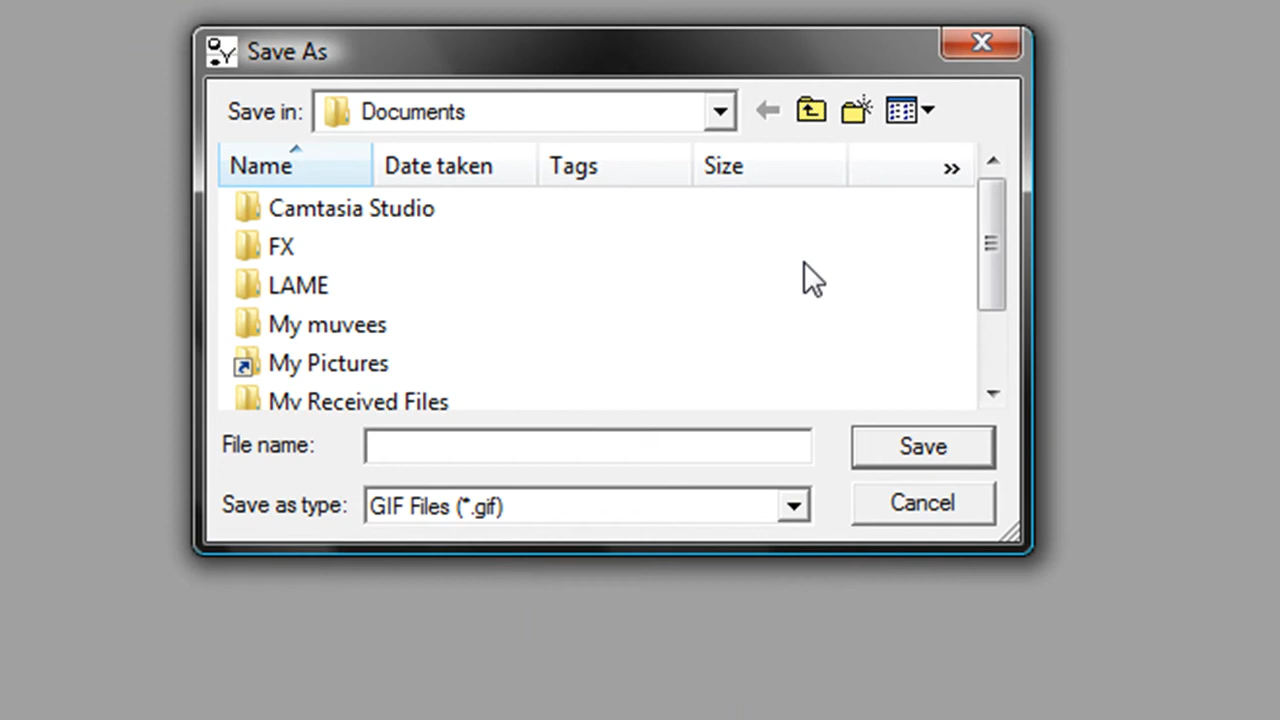 Save As
Save in: Documents
Name Date taken Tags Size »
Camtasia Studio
FX
LAME
My muvees
My Pictures
My Received Files
File name: Save
Save as type: GIF Files (*.gif) Cancel